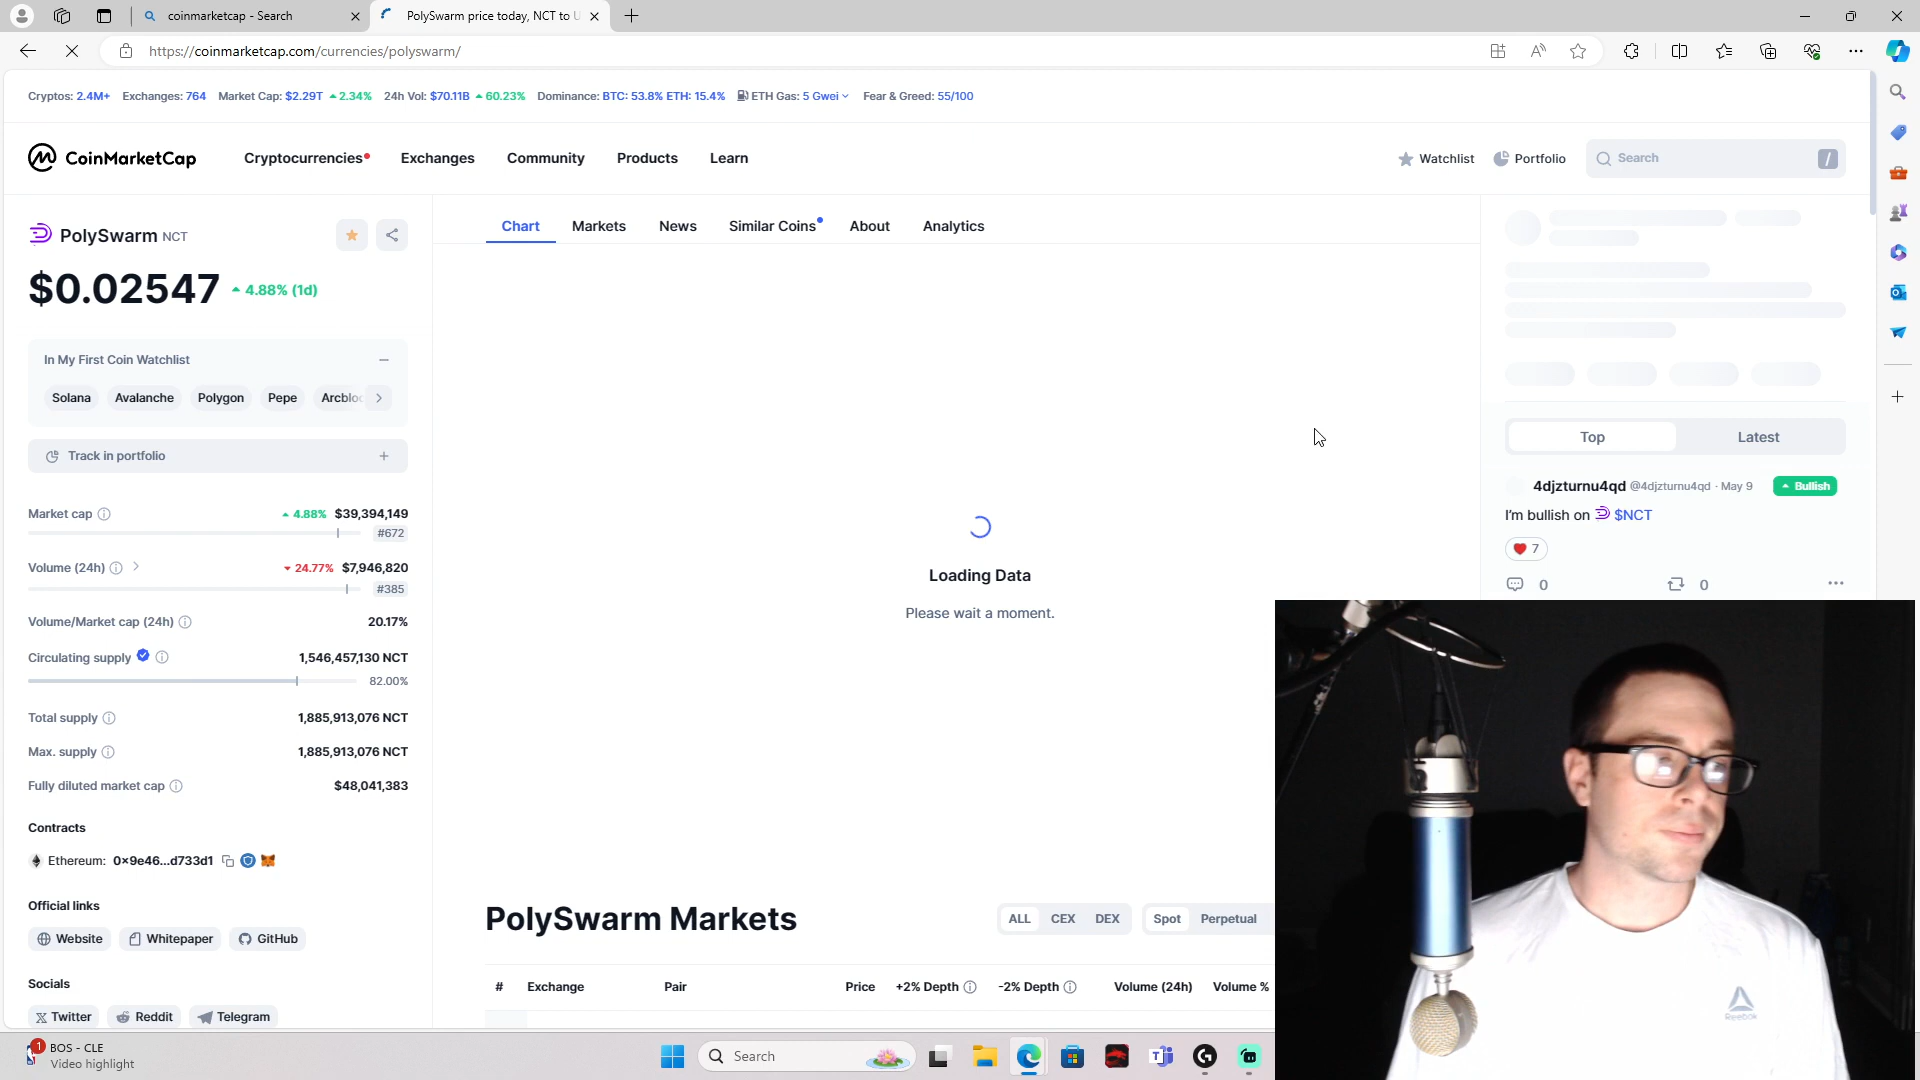 coinmarketcap - Search
PolySwarm price today, NCT to U
https://coinmarketcap.com/currencies/polyswarm/
Cryptos: 2.4M+ Exchanges: 764 Market Cap: $2.29T 2.34% 24h Vol: $70.11B 60.23% Dominance: BTC: 53.8% ETH: 15.4% ETH Gas: 5 Gwei Fear & Greed: 55/100
CoinMarketCap Cryptocurrencies Exchanges Community Products Learn Watchlist Portfolio Search /
PolySwarm NCT
$0.02547 4.88% (1d)
In My First Coin Watchlist
Solana Avalanche Polygon Pepe Arcbloc
Track in portfolio
Market cap 4.88% $39,394,149
#672
Volume (24h) 24.77% $7,946,820
#385
Volume/Market cap (24h) 20.17%
Circulating supply 1,546,457,130 NCT
82.00%
Total supply 1,885,913,076 NCT
Max. supply 1,885,913,076 NCT
Fully diluted market cap $48,041,383
Contracts
Ethereum: 0x9e46...d733d1
Official links
Website Whitepaper GitHub
Socials
Twitter Reddit Telegram
Chart Markets News Similar Coins About Analytics
Loading Data
Please wait a moment.
PolySwarm Markets ALL CEX DEX Spot Perpetual
# Exchange Pair Price +2% Depth -2% Depth Volume (24h) Volume %
Top Latest
4djzturnu4qd @4djzturnu4qd · May 9 Bullish
I'm bullish on $NCT
7
0 0
Reebok
1 BOS - CLE
Video highlight
Search